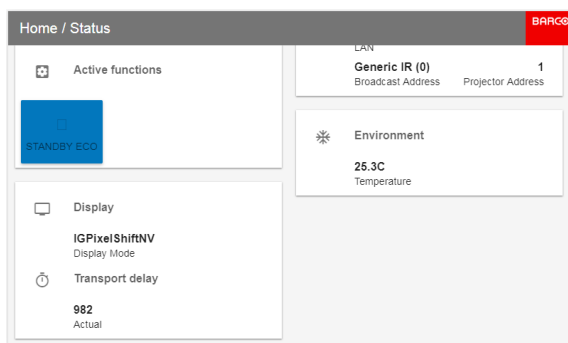 Home / Status
BARCO
Active functions
STANDBY ECO
Display
IGPixelShiftNV
Display Mode
Transport delay
982
Actual
LAN
Generic IR (0) 1
Broadcast Address Projector Address
Environment
25.3C
Temperature